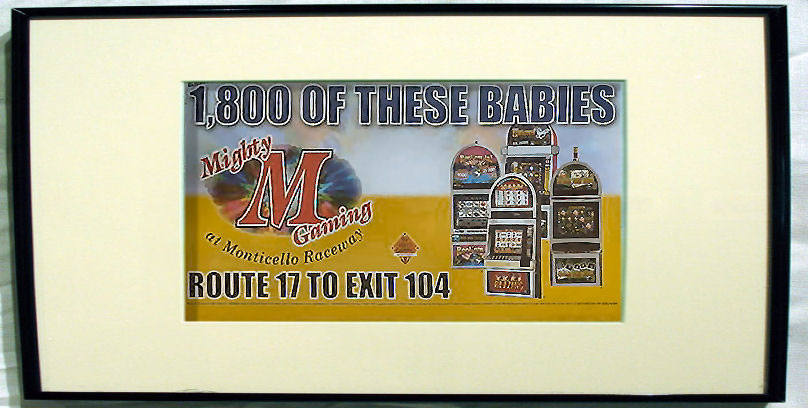 1,800 OF THESE BABIES
Mighty
M
Gaming
at Monticello Raceway
ROUTE 17 TO EXIT 104